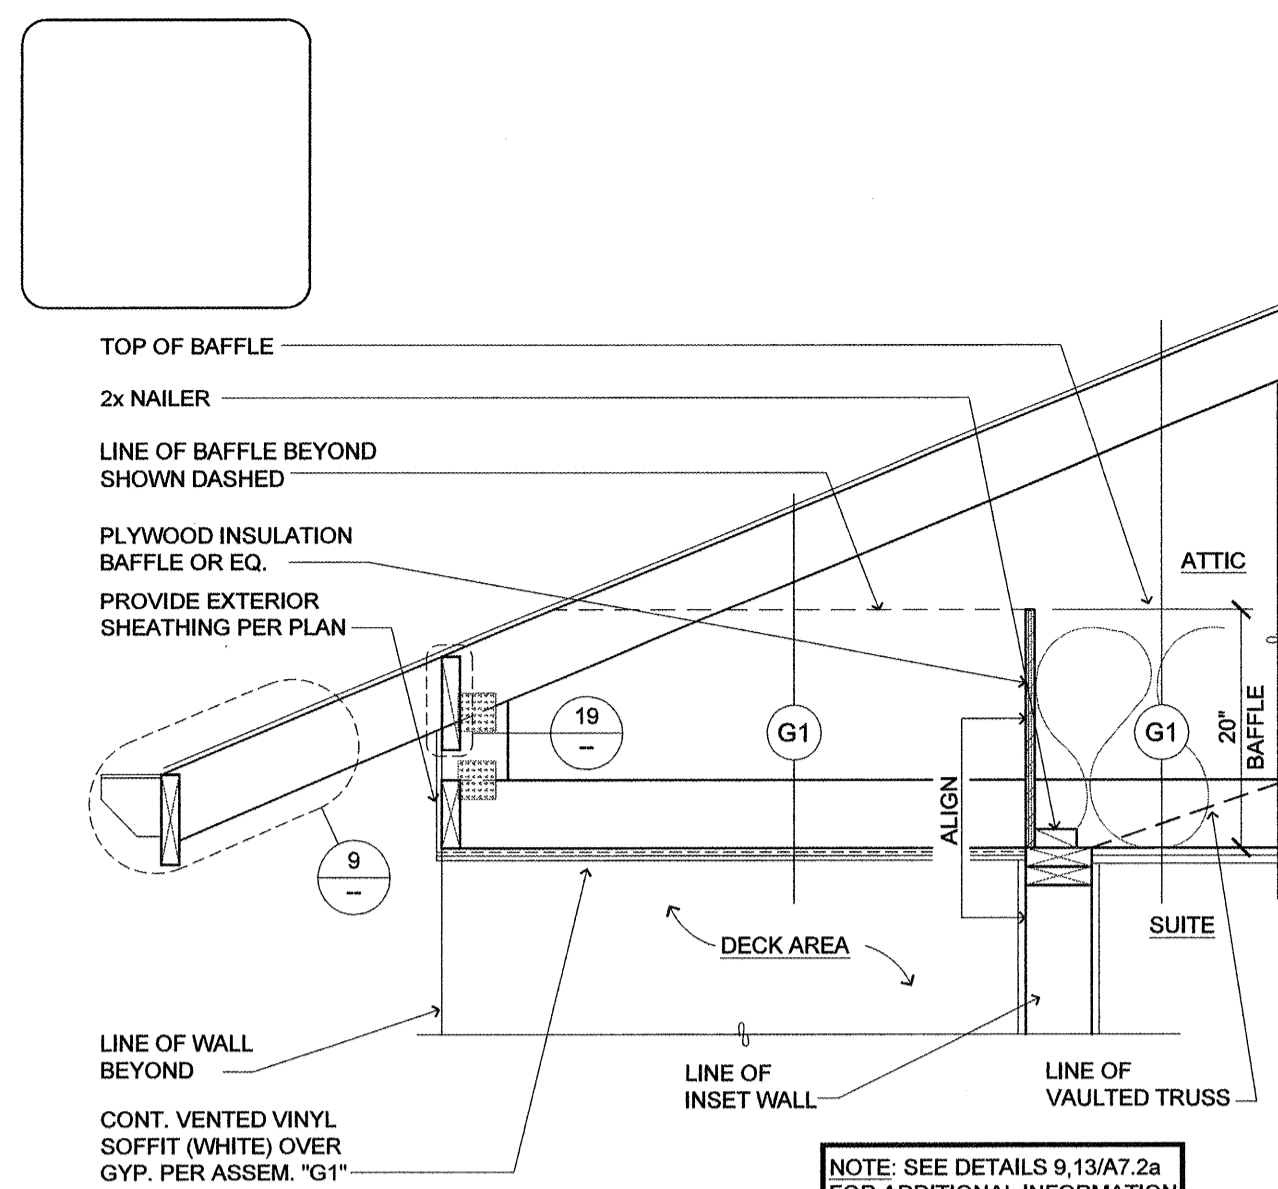 TOP OF BAFFLE
2x NAILER
LINE OF BAFFLE BEYOND
SHOWN DASHED
PLYWOOD INSULATION
BAFFLE OR EQ.
PROVIDE EXTERIOR
SHEATHING PER PLAN
ATTIC
19
--
G1
G1
20"
BAFFLE
ALIGN
9
--
DECK AREA
SUITE
LINE OF WALL
BEYOND
LINE OF
INSET WALL
LINE OF
VAULTED TRUSS
CONT. VENTED VINYL
SOFFIT (WHITE) OVER
GYP. PER ASSEM. "G1"
NOTE: SEE DETAILS 9,13/A7.2a
FOR ADDITIONAL INFORMATION